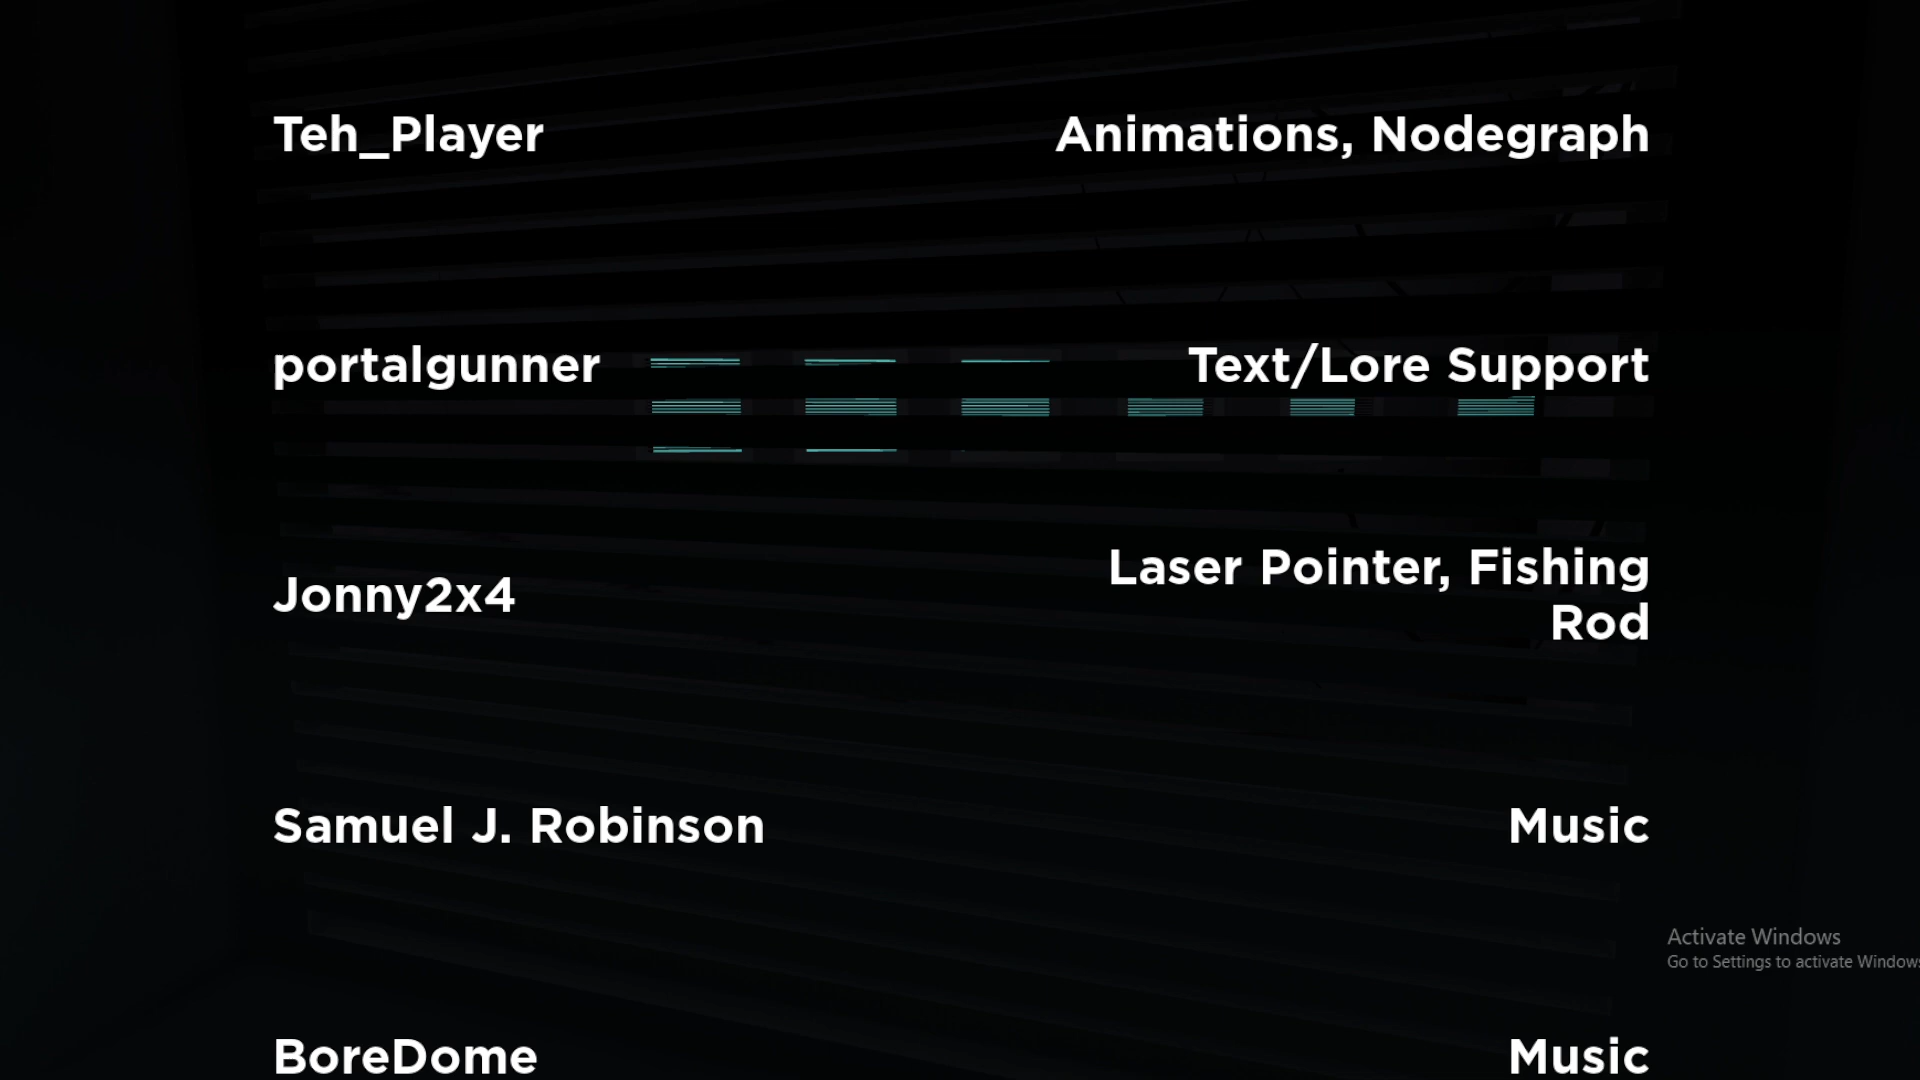 Teh_Player Animations, Nodegraph
portalgunner Text/Lore Support
Jonny2x4 Laser Pointer, Fishing
Rod
Samuel J. Robinson Music
Activate Windows
Go to Settings to activate Windows
BoreDome Music